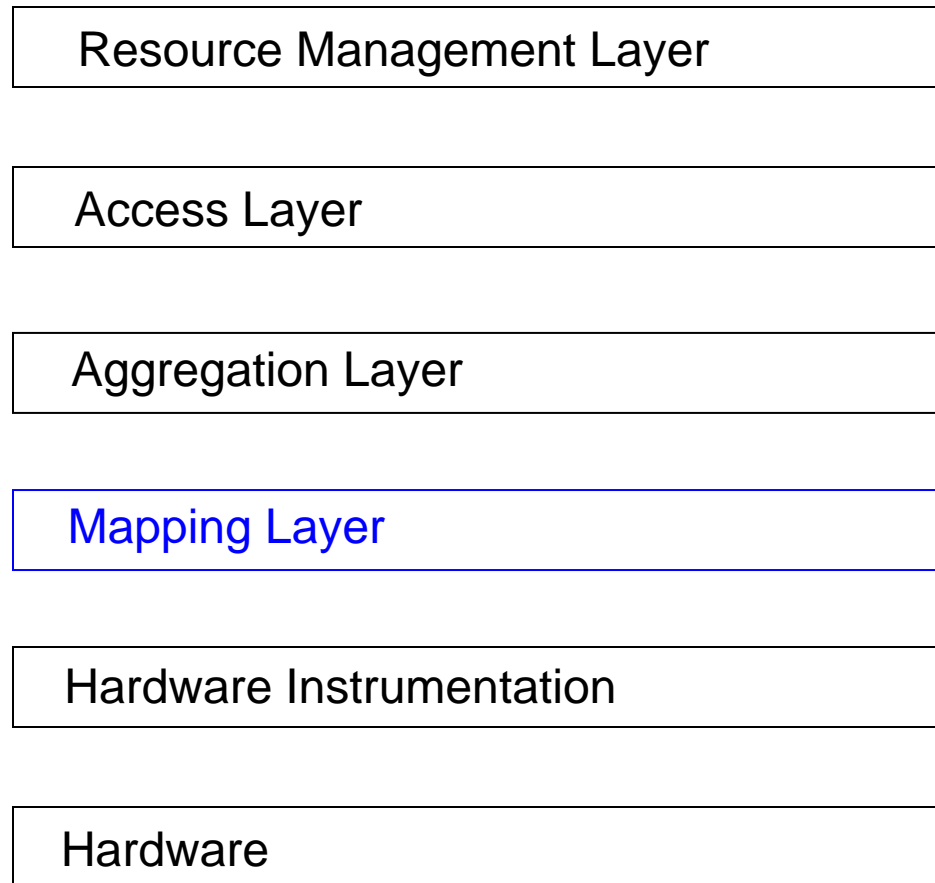 Resource Management Layer
Access Layer
Aggregation Layer
Mapping Layer
Hardware Instrumentation
Hardware